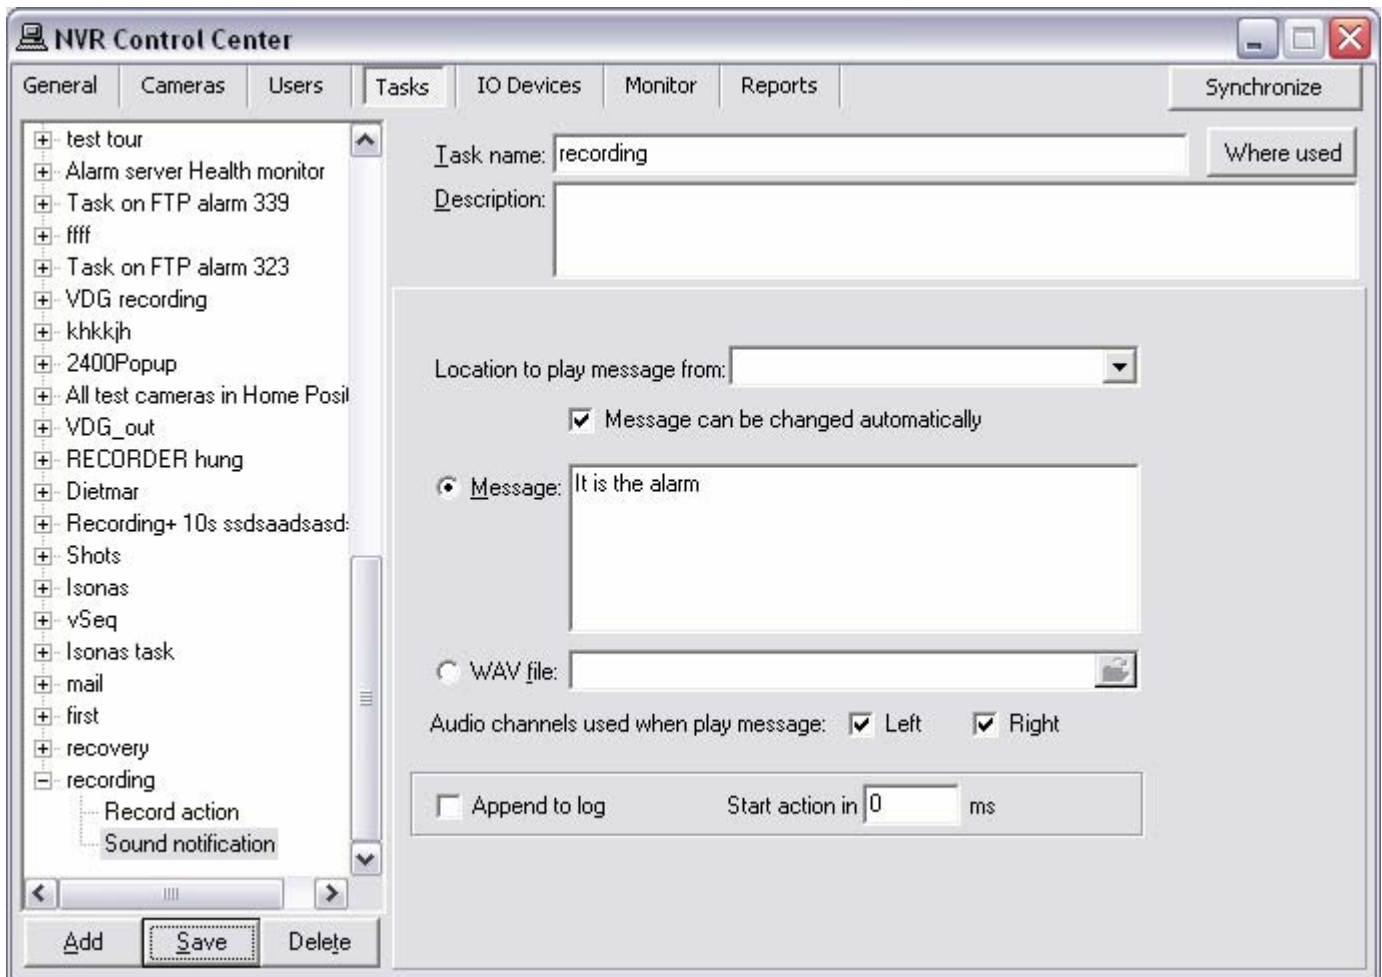 NVR Control Center
General Cameras Users Tasks IO Devices Monitor Reports Synchronize
test tour
Alarm server Health monitor
Task on FTP alarm 339
ffff
Task on FTP alarm 323
VDG recording
khkkjh
2400Popup
All test cameras in Home Posit
VDG_out
RECORDER hung
Dietmar
Recording+ 10s ssdsaadsasd
Shots
Isonas
vSeq
Isonas task
mail
first
recovery
recording
Record action
Sound notification
Add Save Delete
Task name: recording Where used
Description:
Location to play message from:
Message can be changed automatically
Message: It is the alarm
WAV file:
Audio channels used when play message: Left Right
Append to log Start action in 0 ms